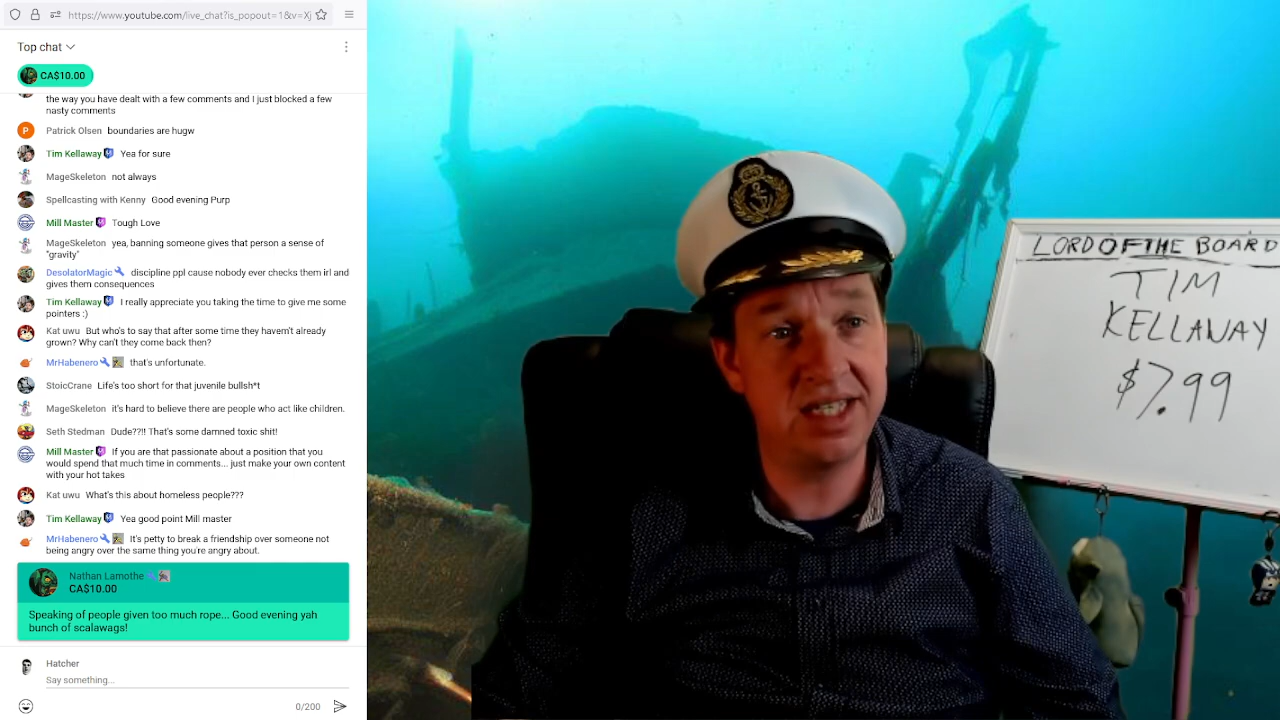 https://www.youtube.com/live_chat?is_popout=1&v=Xj
Top chat
CA$10.00
the way you have dealt with a few comments and I just blocked a few
nasty comments
P Patrick Olsen boundaries are hugw
Tim Kellaway Yea for sure
MageSkeleton not always
Spellcasting with Kenny Good evening Purp
Mill Master Tough Love
MageSkeleton yea, banning someone gives that person a sense of
"gravity"
DesolatorMagic discipline ppl cause nobody ever checks them irl and
gives them consequences
Tim Kellaway I really appreciate you taking the time to give me some
pointers :)
Kat uwu But who's to say that after some time they havemn't already
grown? Why can't they come back then?
MrHabenero that's unfortunate.
StoicCrane Life's too short for that juvenile bullsh*t
MageSkeleton it's hard to believe there are people who act like children.
Seth Stedman Dude??!! That's some damned toxic shit!
Mill Master If you are that passionate about a position that you
would spend that much time in comments... just make your own content
with your hot takes
Kat uwu What's this about homeless people???
Tim Kellaway Yea good point Mill master
MrHabenero It's petty to break a friendship over someone not
being angry over the same thing you're angry about.
Nathan Lamothe
CA$10.00
Speaking of people given too much rope... Good evening yah
bunch of scalawags!
Hatcher
Say something...
0/200
LORD OF THE BOARD
TIM
KELLAWAY
$7.99